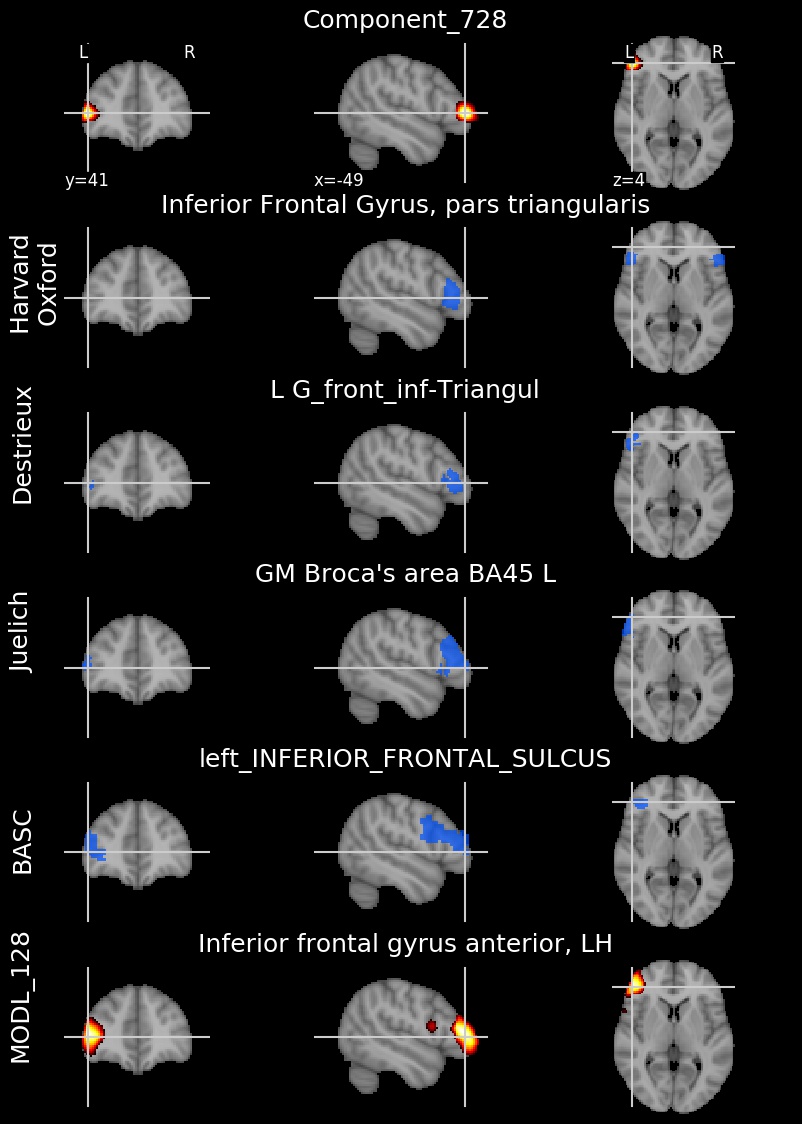 Component_728
L R L R
y=41 x=-49 z=4
Inferior Frontal Gyrus, pars triangularis
Harvard
Oxford
L G_front_inf-Triangul
Destrieux
GM Broca's area BA45 L
Juelich
left_INFERIOR_FRONTAL_SULCUS
BASC
Inferior frontal gyrus anterior, LH
MODL_128